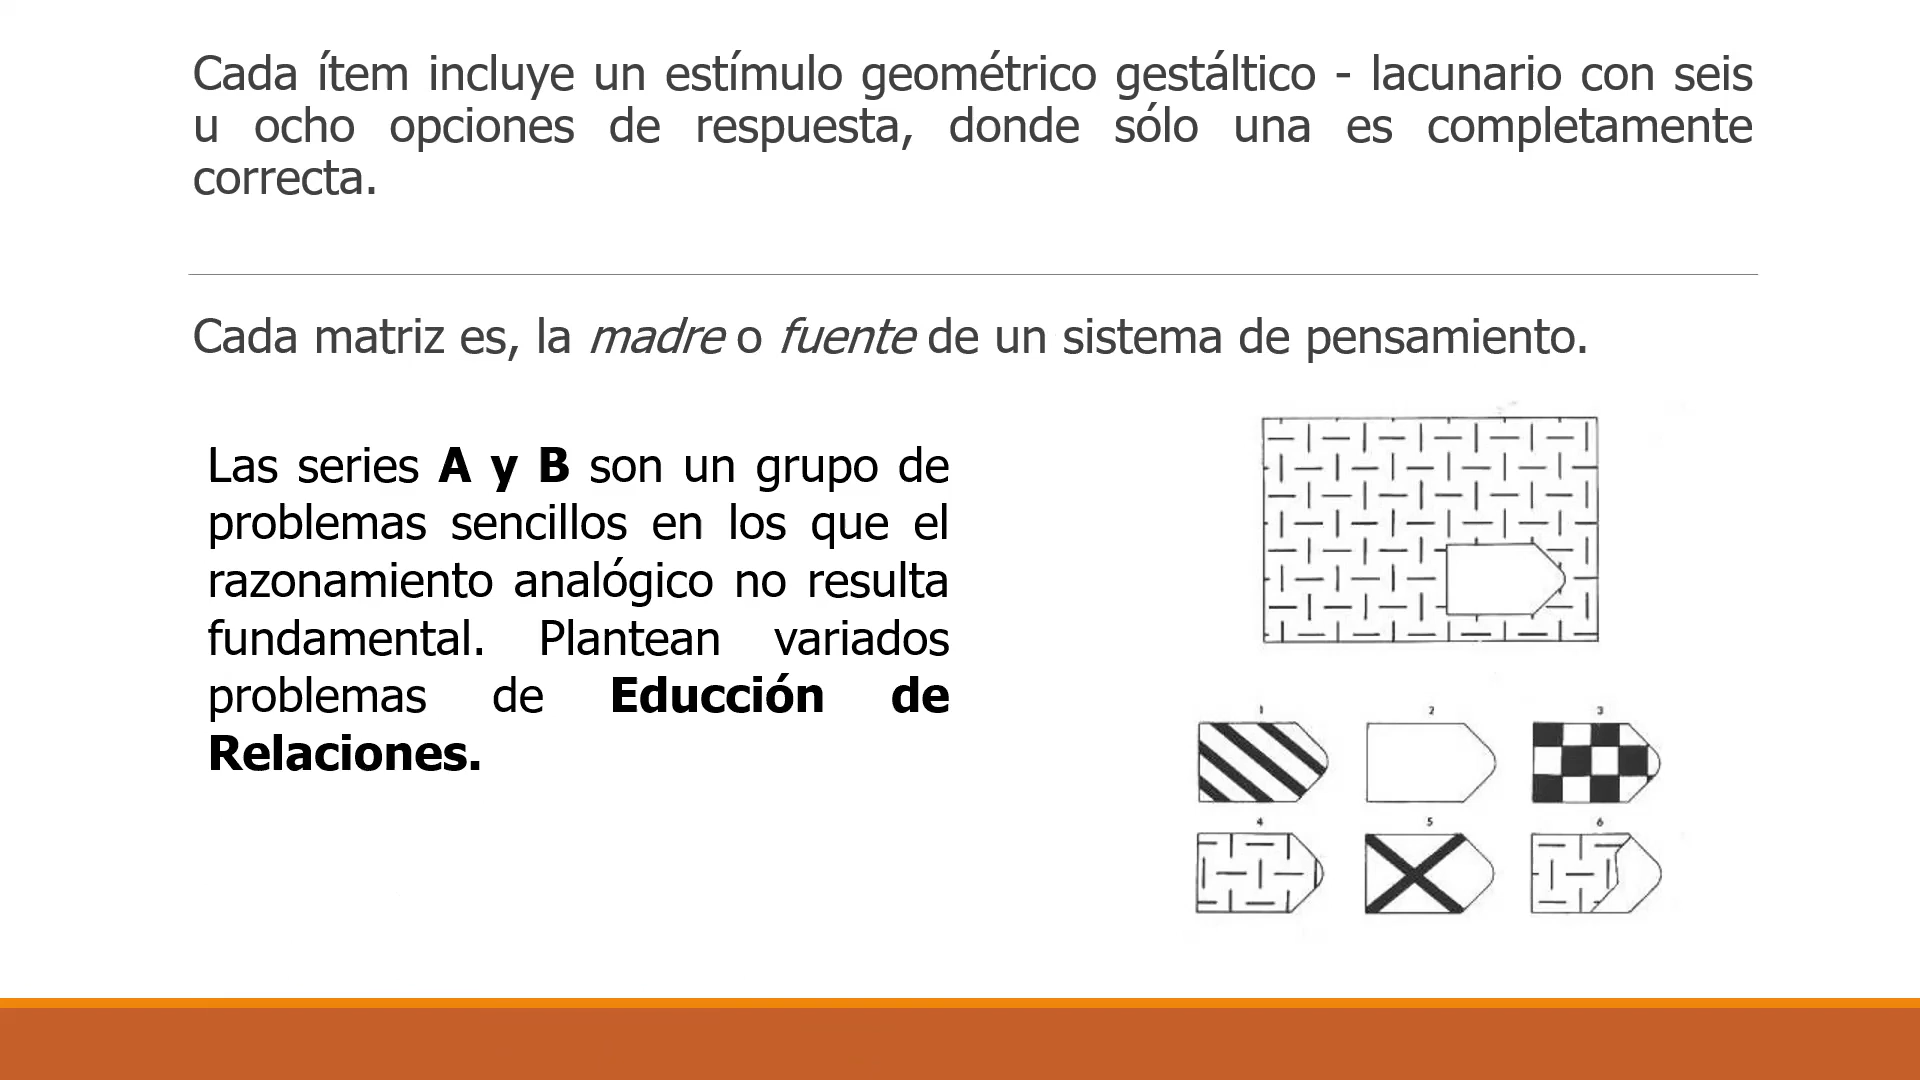 Cada ítem incluye un estímulo geométrico gestáltico - lacunario con seis
u ocho opciones de respuesta, donde sólo una es completamente
correcta.
Cada matriz es, la madre o fuente de un sistema de pensamiento.
Las series A y B son un grupo de
problemas sencillos en los que el
razonamiento analógico no resulta
fundamental. Plantean variados
problemas de Educción de
Relaciones.
1 2 3
4 5 6